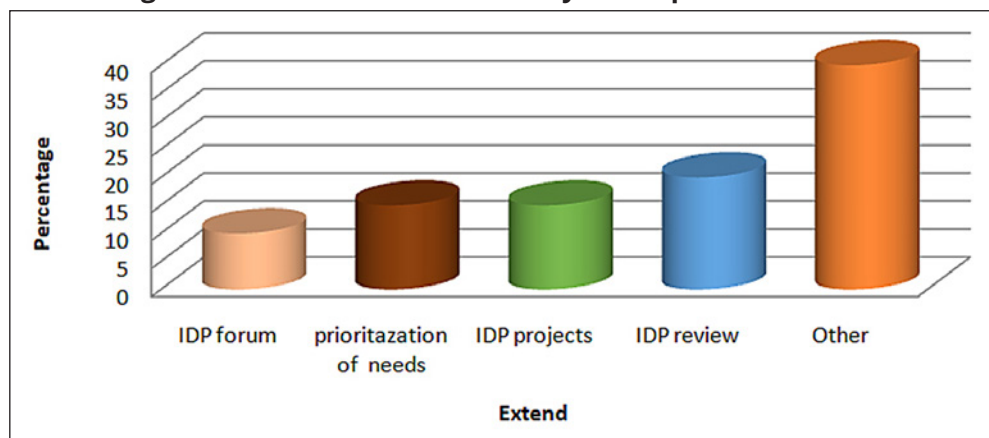 40
35
30
25
20
15
10
5
0
Percentage
IDP forum
prioritazation
of needs
IDP projects
IDP review
Other
Extend